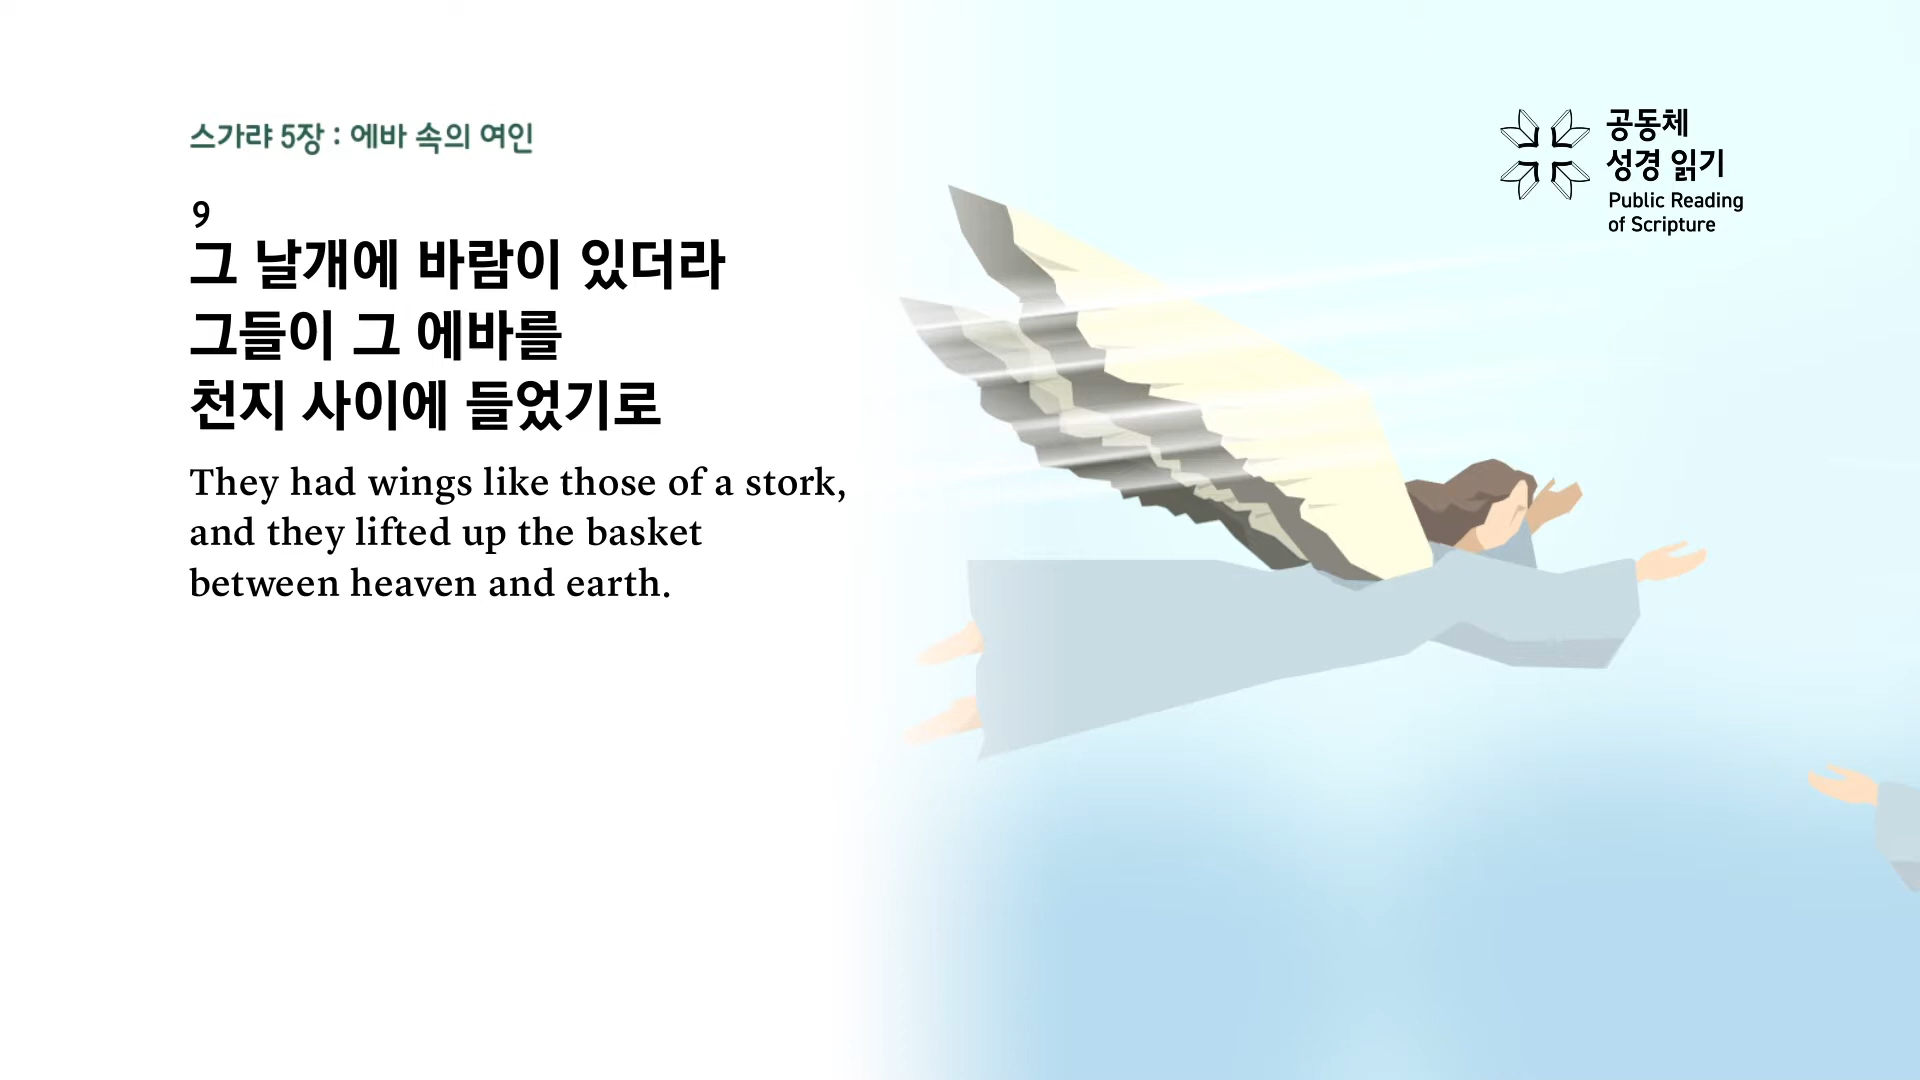 스가랴 5장 : 에바 속의 여인
9
그 날개에 바람이 있더라
그들이 그 에바를
천지 사이에 들었기로
They had wings like those of a stork,
and they lifted up the basket
between heaven and earth.
공동체
성경 읽기
Public Reading
of Scripture